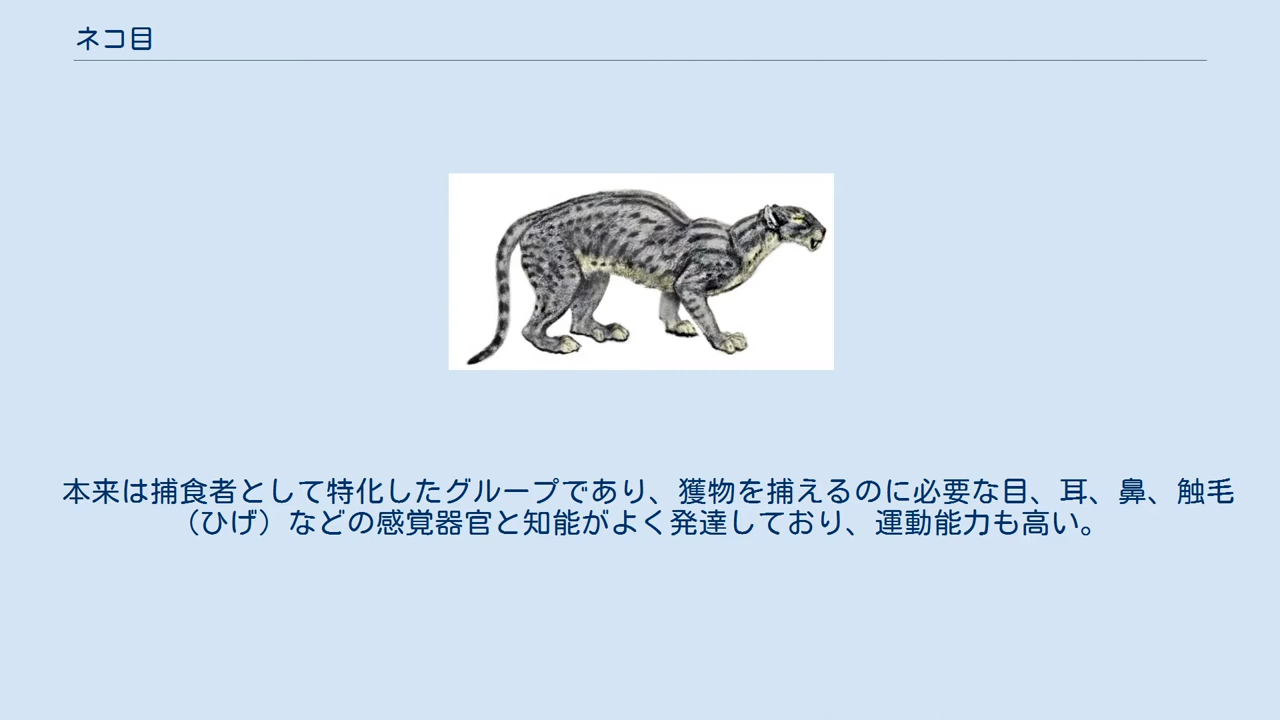 ネコ目
本来は捕食者として特化したグループであり、獲物を捕えるのに必要な目、耳、鼻、触毛
（ひげ）などの感覚器官と知能がよく発達しており、運動能力も高い。